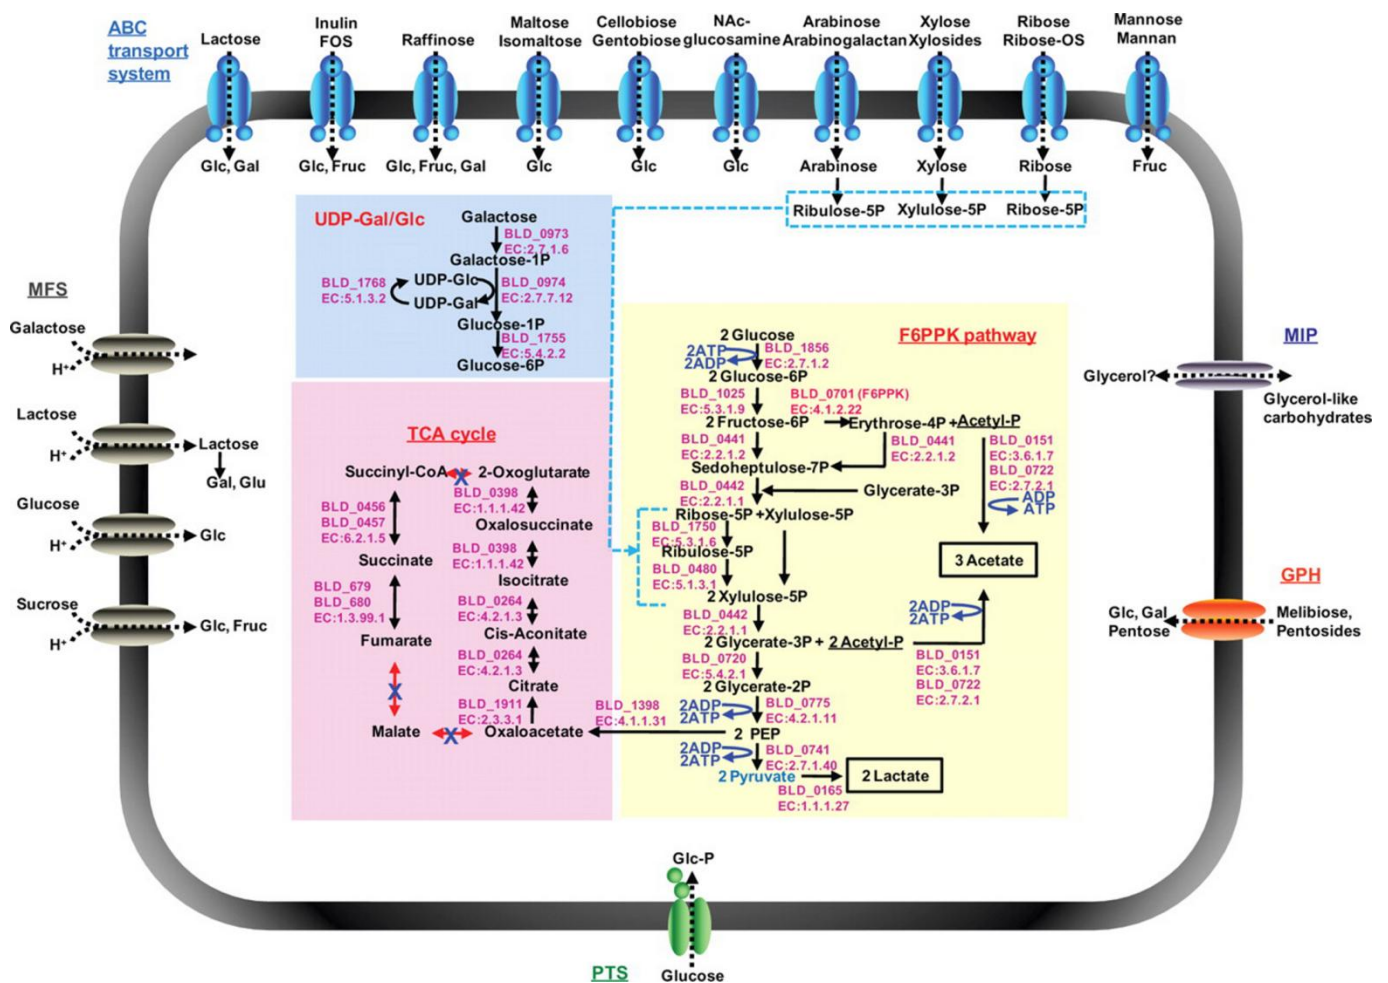 ABC
transport
system
Lactose
Inulin
FOS
Raffinose
Maltose
Isomaltose
Cellobiose
Gentobiose
NAc-
glucosamine
Arabinose
Arabinogalactan
Xylose
Xylosides
Ribose
Ribose-OS
Mannose
Mannan
Glc, Gal
Glc, Fruc
Glc, Fruc, Gal
Glc
Glc
Glc
Arabinose
Xylose
Ribose
Fruc
Ribulose-5P
Xylulose-5P
Ribose-5P
MFS
Galactose
H+
Lactose
H+
Lactose
Gal, Glu
Glucose
H+
Glc
Sucrose
H+
Glc, Fruc
UDP-Gal/Glc
Galactose
BLD_0973
EC:2.7.1.6
Galactose-1P
BLD_1768
EC:5.1.3.2
UDP-Glc
UDP-Gal
BLD_0974
EC:2.7.7.12
Glucose-1P
BLD_1755
EC:5.4.2.2
Glucose-6P
TCA cycle
Succinyl-CoA
X
2-Oxoglutarate
BLD_0456
BLD_0457
EC:6.2.1.5
BLD_0398
EC:1.1.1.42
Oxalosuccinate
BLD_0398
EC:1.1.1.42
Succinate
Isocitrate
BLD_679
BLD_680
EC:1.3.99.1
BLD_0264
EC:4.2.1.3
Fumarate
Cis-Aconitate
BLD_0264
EC:4.2.1.3
X
Citrate
BLD_1911
EC:2.3.3.1
Malate
X
Oxaloacetate
BLD_1398
EC:4.1.1.31
F6PPK pathway
2 Glucose
2ATP
2ADP
BLD_1856
EC:2.7.1.2
2 Glucose-6P
BLD_1025
EC:5.3.1.9
BLD_0701 (F6PPK)
EC:4.1.2.22
2 Fructose-6P
Erythrose-4P + Acetyl-P
BLD_0441
EC:2.2.1.2
BLD_0441
EC:2.2.1.2
BLD_0151
EC:3.6.1.7
BLD_0722
EC:2.7.2.1
Sedoheptulose-7P
BLD_0442
EC:2.2.1.1
Glycerate-3P
ADP
ATP
Ribose-5P + Xylulose-5P
BLD_1750
EC:5.3.1.6
Ribulose-5P
BLD_0480
EC:5.1.3.1
3 Acetate
2 Xylulose-5P
BLD_0442
EC:2.2.1.1
2ADP
2ATP
2 Glycerate-3P + 2 Acetyl-P
BLD_0720
EC:5.4.2.1
BLD_0151
EC:3.6.1.7
BLD_0722
EC:2.7.2.1
2 Glycerate-2P
2ADP
2ATP
BLD_0775
EC:4.2.1.11
2 PEP
2ADP
2ATP
BLD_0741
EC:2.7.1.40
2 Pyruvate
2 Lactate
BLD_0165
EC:1.1.1.27
MIP
Glycerol?
Glycerol-like
carbohydrates
GPH
Glc, Gal
Pentose
Melibiose,
Pentosides
Glc-P
PTS
Glucose